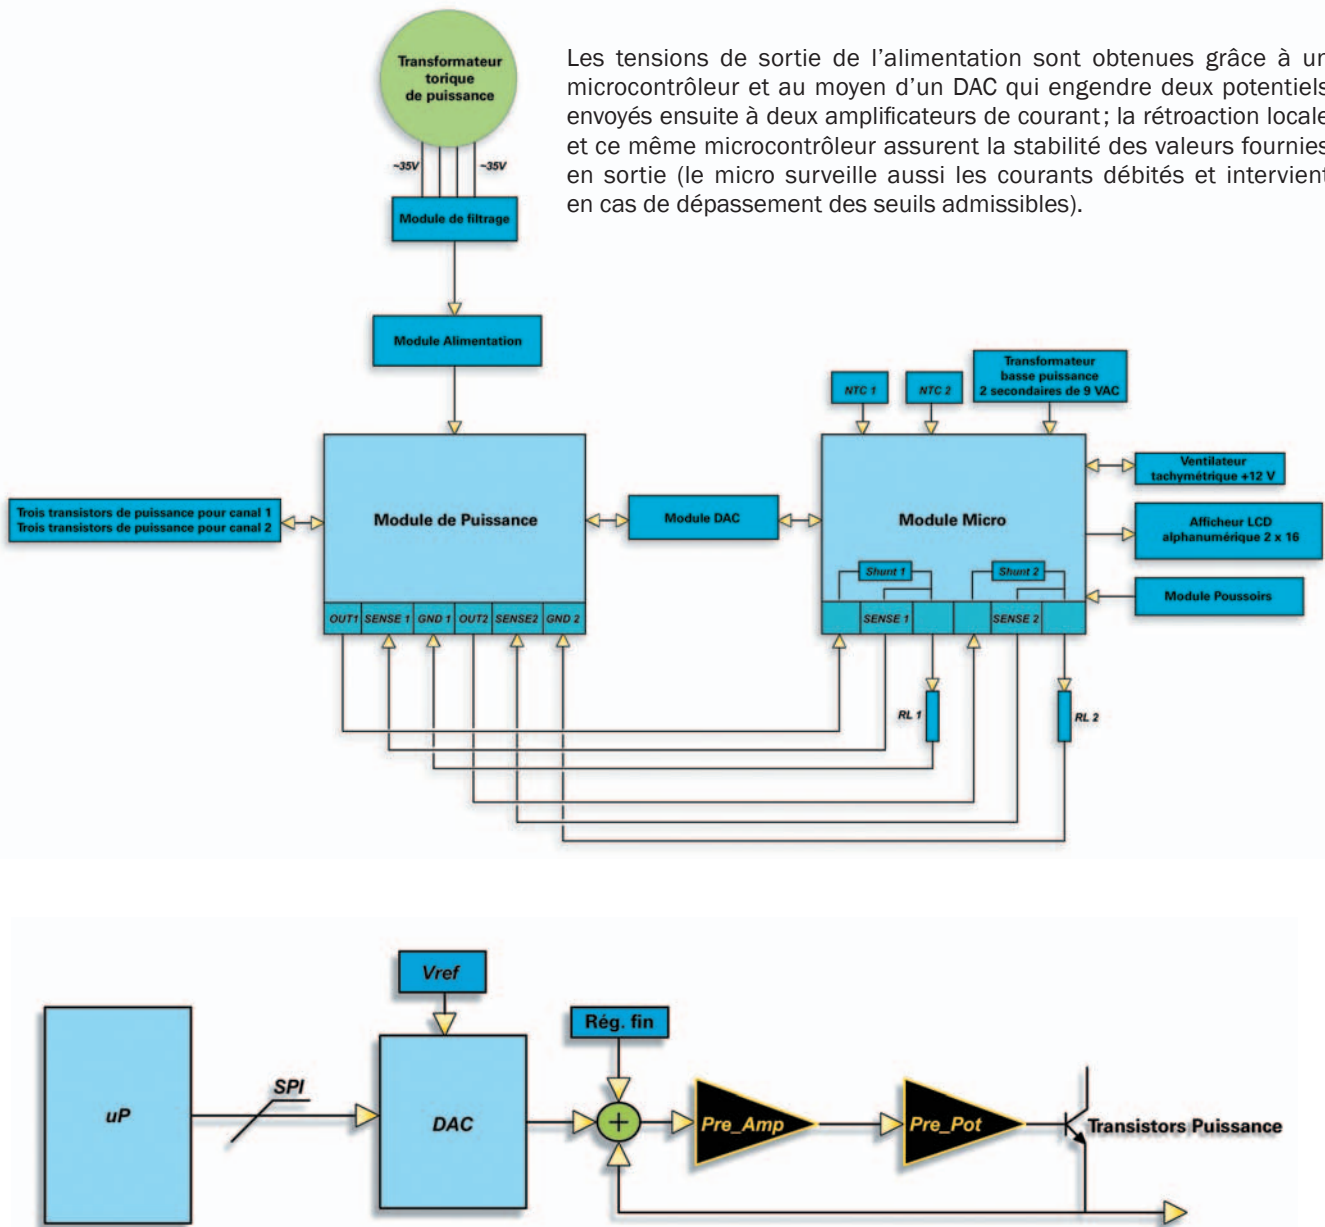 Transformateur
torique
de puissance
~35V
~35V
Les tensions de sortie de l'alimentation sont obtenues grâce à un
microcontrôleur et au moyen d'un DAC qui engendre deux potentiels
envoyés ensuite à deux amplificateurs de courant; la rétroaction locale
et ce même microcontrôleur assurent la stabilité des valeurs fournies
en sortie (le micro surveille aussi les courants débités et intervient
en cas de dépassement des seuils admissibles).
Module de filtrage
Module Alimentation
NTC 1
NTC 2
Transformateur
basse puissance
2 secondaires de 9 VAC
Trois transistors de puissance pour canal 1
Trois transistors de puissance pour canal 2
Module de Puissance
Module DAC
Module Micro
Ventilateur
tachymétrique +12 V
Afficheur LCD
alphanumérique 2 x 16
Module Poussoirs
Shunt 1
Shunt 2
OUT1
SENSE 1
GND 1
OUT2
SENSE2
GND 2
SENSE 1
SENSE 2
RL 1
RL 2
Vref
Rég. fin
uP
SPI
DAC
+
Pre_Amp
Pre_Pot
Transistors Puissance